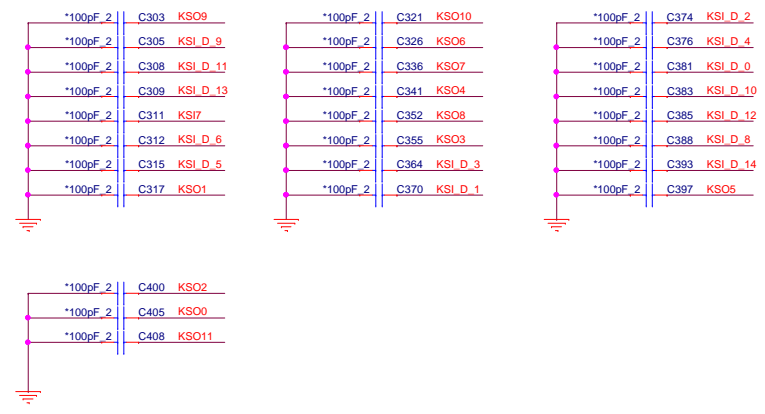 *100pF_2 C303 KSO9
*100pF_2 C305 KSI_D_9
*100pF_2 C308 KSI_D_11
*100pF_2 C309 KSI_D_13
*100pF_2 C311 KSI7
*100pF_2 C312 KSI_D_6
*100pF_2 C315 KSI_D_5
*100pF_2 C317 KSO1
*100pF_2 C321 KSO10
*100pF_2 C326 KSO6
*100pF_2 C336 KSO7
*100pF_2 C341 KSO4
*100pF_2 C352 KSO8
*100pF_2 C355 KSO3
*100pF_2 C364 KSI_D_3
*100pF_2 C370 KSI_D_1
*100pF_2 C374 KSI_D_2
*100pF_2 C376 KSI_D_4
*100pF_2 C381 KSI_D_0
*100pF_2 C383 KSI_D_10
*100pF_2 C385 KSI_D_12
*100pF_2 C388 KSI_D_8
*100pF_2 C393 KSI_D_14
*100pF_2 C397 KSO5
*100pF_2 C400 KSO2
*100pF_2 C405 KSO0
*100pF_2 C408 KSO11